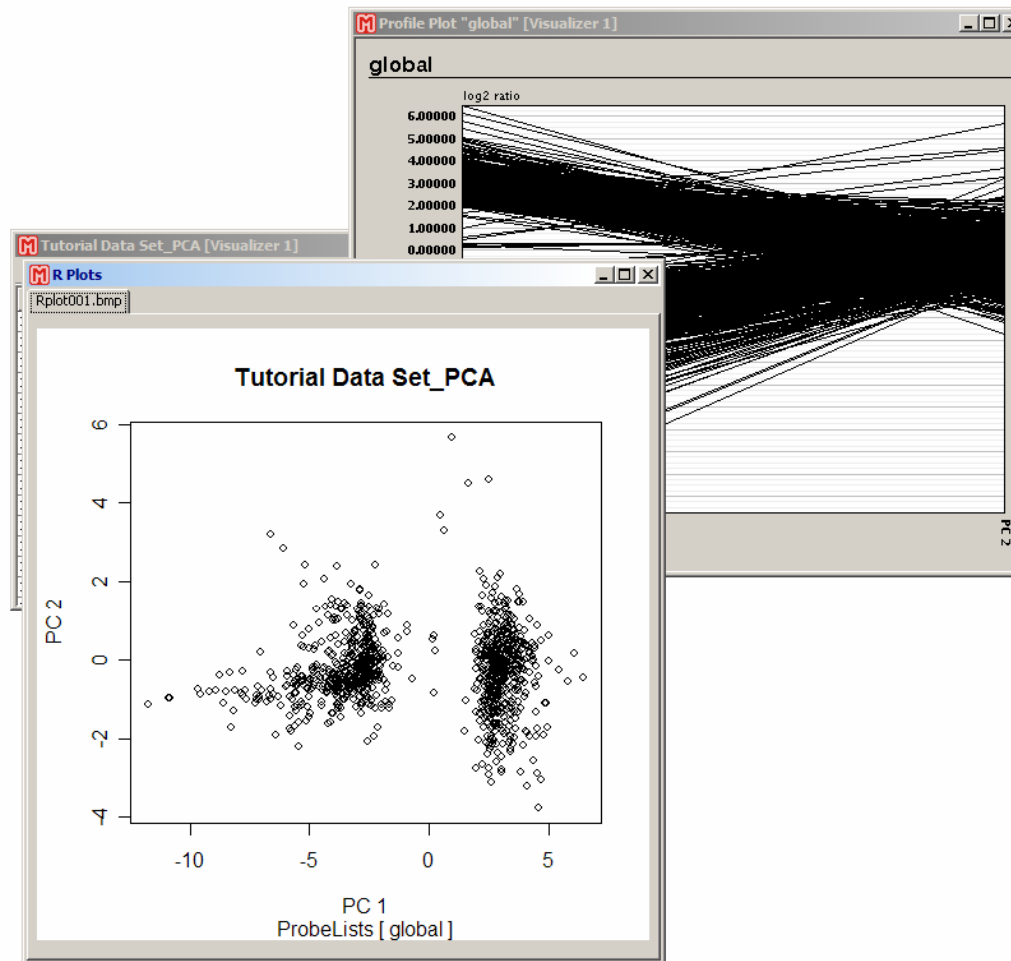 Profile Plot "global" [Visualizer 1]
global
log2 ratio
6.00000
5.00000
4.00000
3.00000
2.00000
1.00000
0.00000
PC 2
Tutorial Data Set_PCA [Visualizer 1]
R Plots
Rplot001.bmp
Tutorial Data Set_PCA
PC 2
6
4
2
0
-2
-4
-10
-5
0
5
PC 1
ProbeLists [ global ]